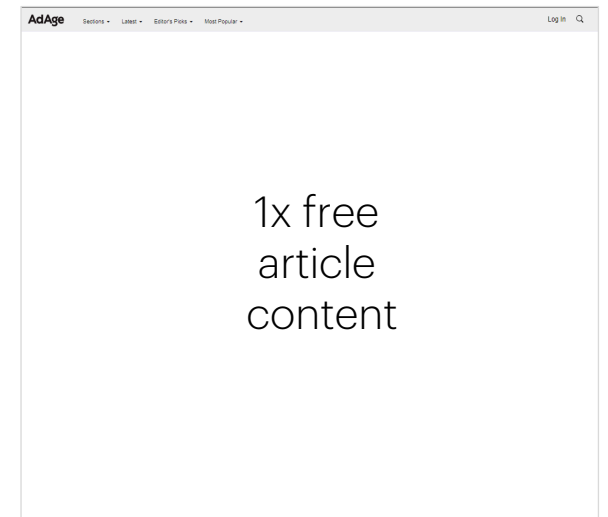 AdAge Sections Latest Editor's Picks Most Popular Log In
1x free
article
content